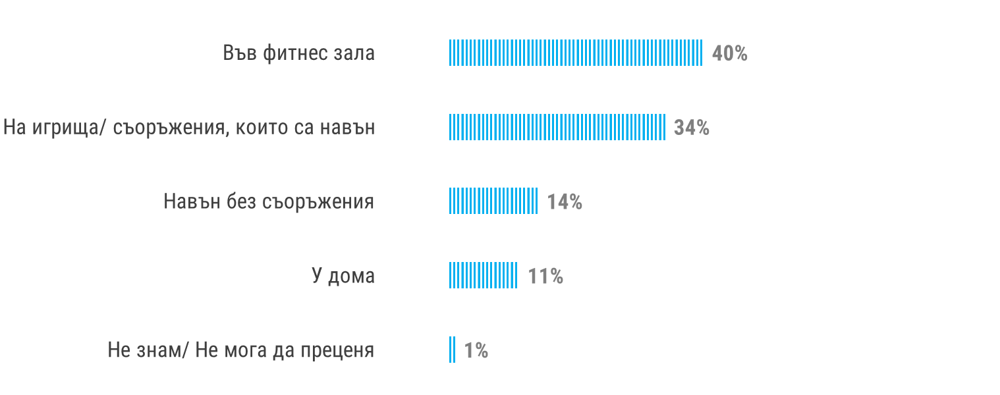 Във фитнес зала 40%
На игрища/ съоръжения, които са навън 34%
Навън без съоръжения 14%
У дома 11%
Не знам/ Не мога да преценя 1%